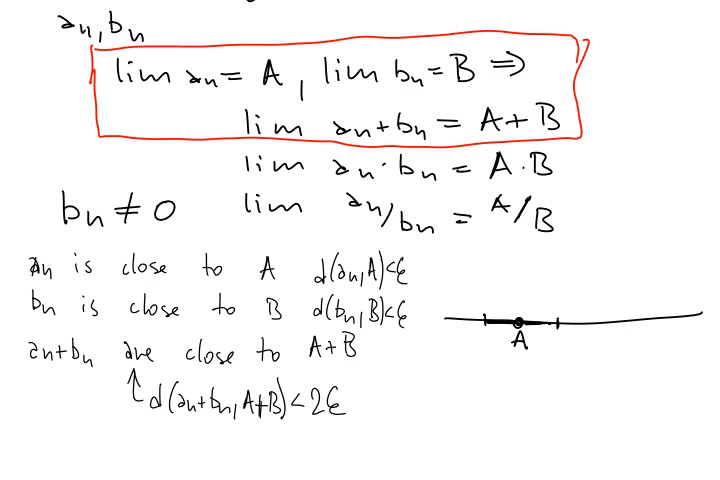 an, bn
lim an = A, lim bn = B ⇒
lim an + bn = A + B
lim an · bn = A · B
bn ≠ 0 lim an/bn = A/B
an is close to A d(an, A) < ε
bn is close to B d(bn, B) < ε
an+bn are close to A+B
d(an+bn, A+B) < 2ε
A